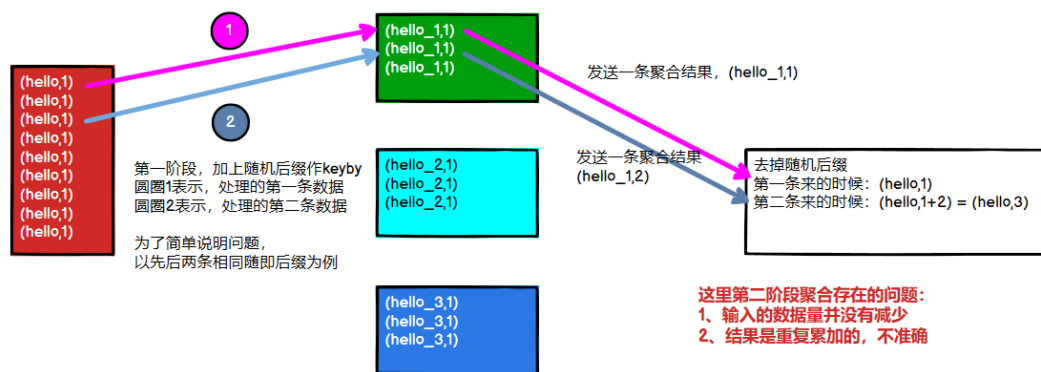 1
(hello,1)
(hello,1)
(hello,1)
(hello,1)
(hello,1)
(hello,1)
(hello,1)
(hello,1)
(hello,1)
2
第一阶段，加上随机后缀作keyby
圆圈1表示，处理的第一条数据
圆圈2表示，处理的第二条数据
为了简单说明问题，
以先后两条相同随即后缀为例
(hello_1,1)
(hello_1,1)
(hello_1,1)
(hello_2,1)
(hello_2,1)
(hello_2,1)
(hello_3,1)
(hello_3,1)
(hello_3,1)
发送一条聚合结果，(hello_1,1)
发送一条聚合结果
(hello_1,2)
去掉随机后缀
第一条来的时候：(hello,1)
第二条来的时候：(hello,1+2) = (hello,3)
这里第二阶段聚合存在的问题：
1、输入的数据量并没有减少
2、结果是重复累加的，不准确